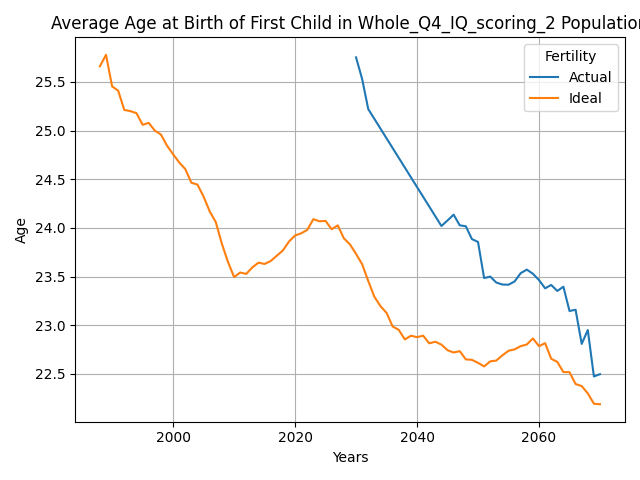 Average Age at Birth of First Child in Whole_Q4_IQ_scoring_2 Population
Fertility
Actual
Ideal
25.5
25.0
24.5
24.0
23.5
23.0
22.5
Age
2000
2020
2040
2060
Years